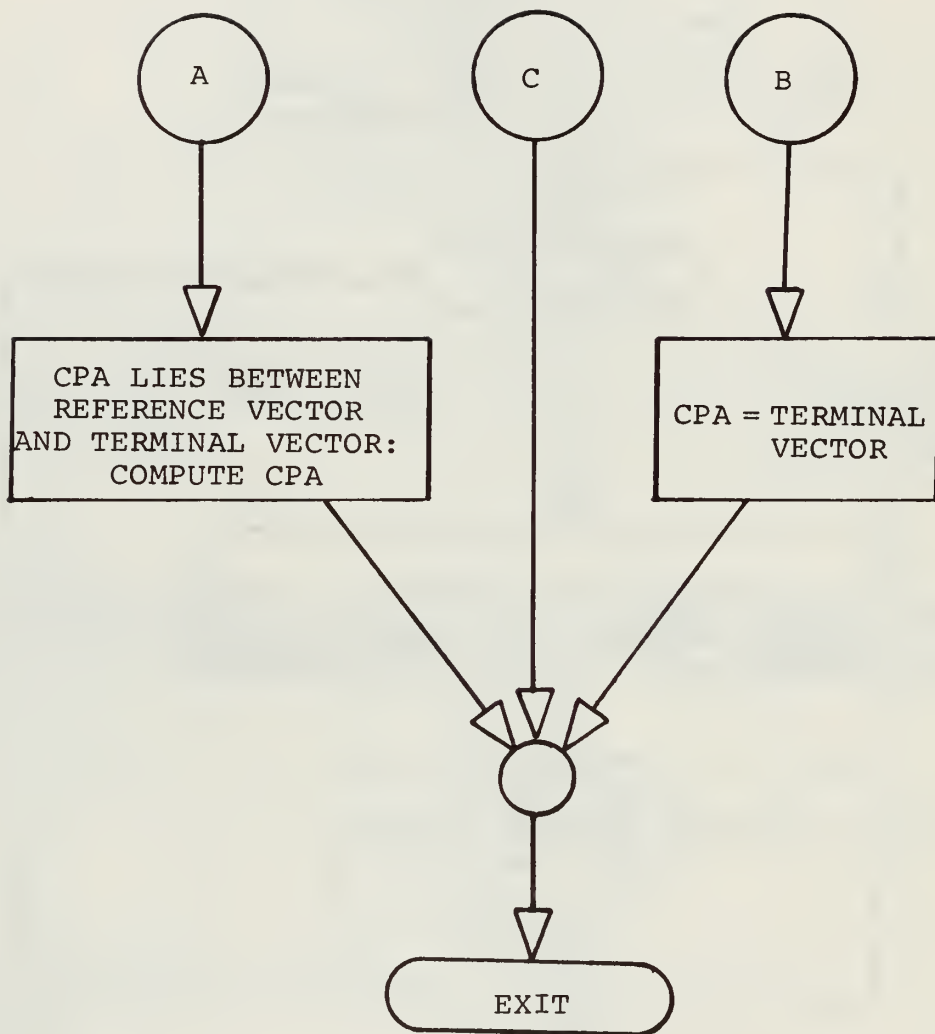 A
C
B
CPA LIES BETWEEN
REFERENCE VECTOR
AND TERMINAL VECTOR:
COMPUTE CPA
CPA = TERMINAL
VECTOR
EXIT